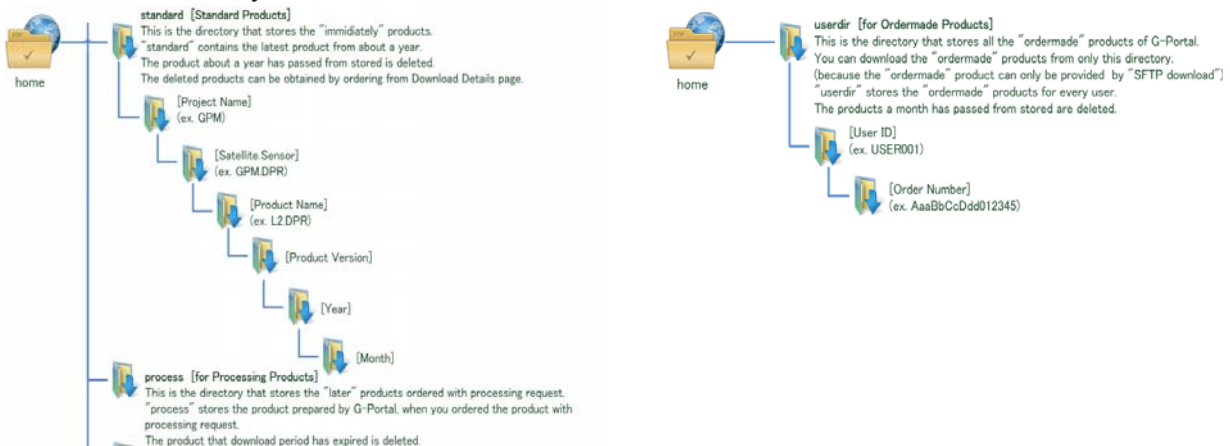 standard [Standard Products]
This is the directory that stores the "immidiately" products.
"standard" contains the latest product from about a year.
The product about a year has passed from stored is deleted.
The deleted products can be obtained by ordering from Download Details page.
home
[Project Name]
(ex. GPM)
[Satellite.Sensor]
(ex. GPM.DPR)
[Product Name]
(ex. L2.DPR)
[Product Version]
[Year]
[Month]
process [for Processing Products]
This is the directory that stores the "later" products ordered with processing request.
"process" stores the product prepared by G-Portal, when you ordered the product with
processing request.
The product that download period has expired is deleted.
userdir [for Ordermade Products]
This is the directory that stores all the "ordermade" products of G-Portal.
You can download the "ordermade" products from only this directory.
(because the "ordermade" product can only be provided by "SFTP download")
"userdir" stores the "ordermade" products for every user.
The products a month has passed from stored are deleted.
home
[User ID]
(ex. USER001)
[Order Number]
(ex. AaaBbCcDdd012345)